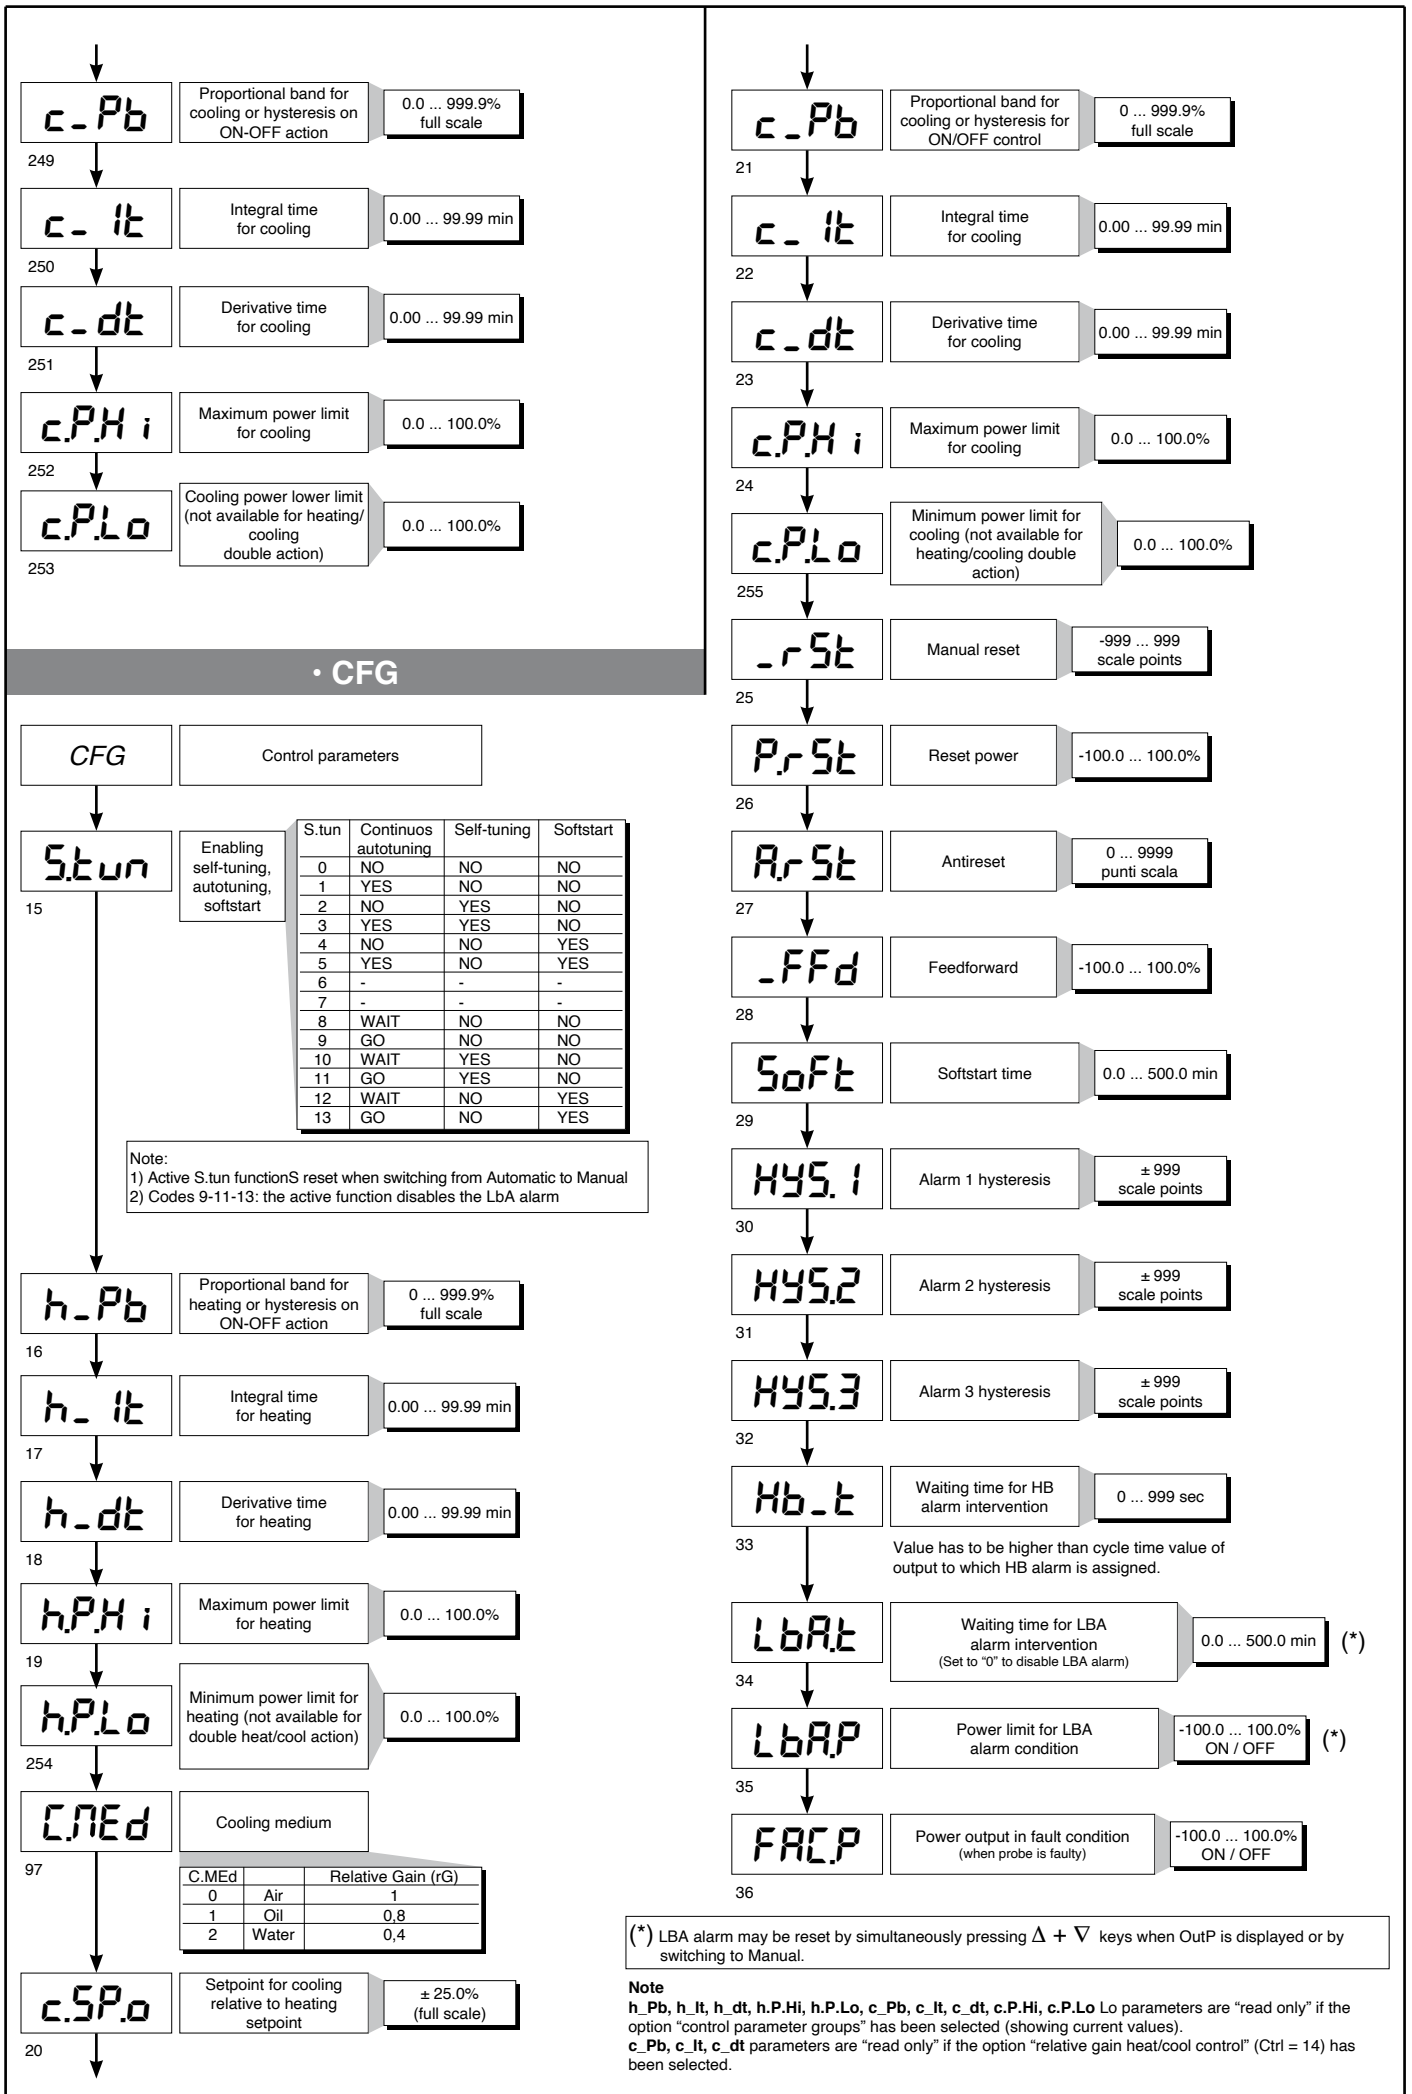 c_Pb
Proportional band for
cooling or hysteresis on
ON-OFF action
0.0 ... 999.9%
full scale
249
c_ It
Integral time
for cooling
0.00 ... 99.99 min
250
c_dt
Derivative time
for cooling
0.00 ... 99.99 min
251
c.P.H i
Maximum power limit
for cooling
0.0 ... 100.0%
252
c.P.Lo
Cooling power lower limit
(not available for heating/
cooling
double action)
0.0 ... 100.0%
253
• CFG
CFG
Control parameters
S.tun
Enabling
self-tuning,
autotuning,
softstart
15
S.tun Continuos Self-tuning Softstart
autotuning
0 NO NO NO
1 YES NO NO
2 NO YES NO
3 YES YES NO
4 NO NO YES
5 YES NO YES
6 - - -
7 - - -
8 WAIT NO NO
9 GO NO NO
10 WAIT YES NO
11 GO YES NO
12 WAIT NO YES
13 GO NO YES
Note:
1) Active S.tun functionS reset when switching from Automatic to Manual
2) Codes 9-11-13: the active function disables the LbA alarm
h_Pb
Proportional band for
heating or hysteresis on
ON-OFF action
0 ... 999.9%
full scale
16
h_ It
Integral time
for heating
0.00 ... 99.99 min
17
h_dt
Derivative time
for heating
0.00 ... 99.99 min
18
h.P.H i
Maximum power limit
for heating
0.0 ... 100.0%
19
h.P.Lo
Minimum power limit for
heating (not available for
double heat/cool action)
0.0 ... 100.0%
254
C.MEd
Cooling medium
97
C.MEd Relative Gain (rG)
0 Air 1
1 Oil 0,8
2 Water 0,4
c.SP.o
Setpoint for cooling
relative to heating
setpoint
± 25.0%
(full scale)
20
c_Pb
Proportional band for
cooling or hysteresis for
ON/OFF control
0 ... 999.9%
full scale
21
c_ It
Integral time
for cooling
0.00 ... 99.99 min
22
c_dt
Derivative time
for cooling
0.00 ... 99.99 min
23
c.P.H i
Maximum power limit
for cooling
0.0 ... 100.0%
24
c.P.Lo
Minimum power limit for
cooling (not available for
heating/cooling double
action)
0.0 ... 100.0%
255
_rSt
Manual reset
-999 ... 999
scale points
25
P.rSt
Reset power
-100.0 ... 100.0%
26
A.rSt
Antireset
0 ... 9999
punti scala
27
_FFd
Feedforward
-100.0 ... 100.0%
28
SoFt
Softstart time
0.0 ... 500.0 min
29
HYS.1
Alarm 1 hysteresis
± 999
scale points
30
HYS.2
Alarm 2 hysteresis
± 999
scale points
31
HYS.3
Alarm 3 hysteresis
± 999
scale points
32
Hb_t
Waiting time for HB
alarm intervention
0 ... 999 sec
33
Value has to be higher than cycle time value of
output to which HB alarm is assigned.
LbA.t
Waiting time for LBA
alarm intervention
(Set to “0” to disable LBA alarm)
0.0 ... 500.0 min (*)
34
LbA.P
Power limit for LBA
alarm condition
-100.0 ... 100.0%
ON / OFF (*)
35
FAC.P
Power output in fault condition
(when probe is faulty)
-100.0 ... 100.0%
ON / OFF
36
(*) LBA alarm may be reset by simultaneously pressing Δ + ∇ keys when OutP is displayed or by
switching to Manual.
Note
h_Pb, h_It, h_dt, h.P.Hi, h.P.Lo, c_Pb, c_It, c_dt, c.P.Hi, c.P.Lo Lo parameters are “read only” if the
option “control parameter groups” has been selected (showing current values).
c_Pb, c_It, c_dt parameters are “read only” if the option “relative gain heat/cool control” (Ctrl = 14) has
been selected.